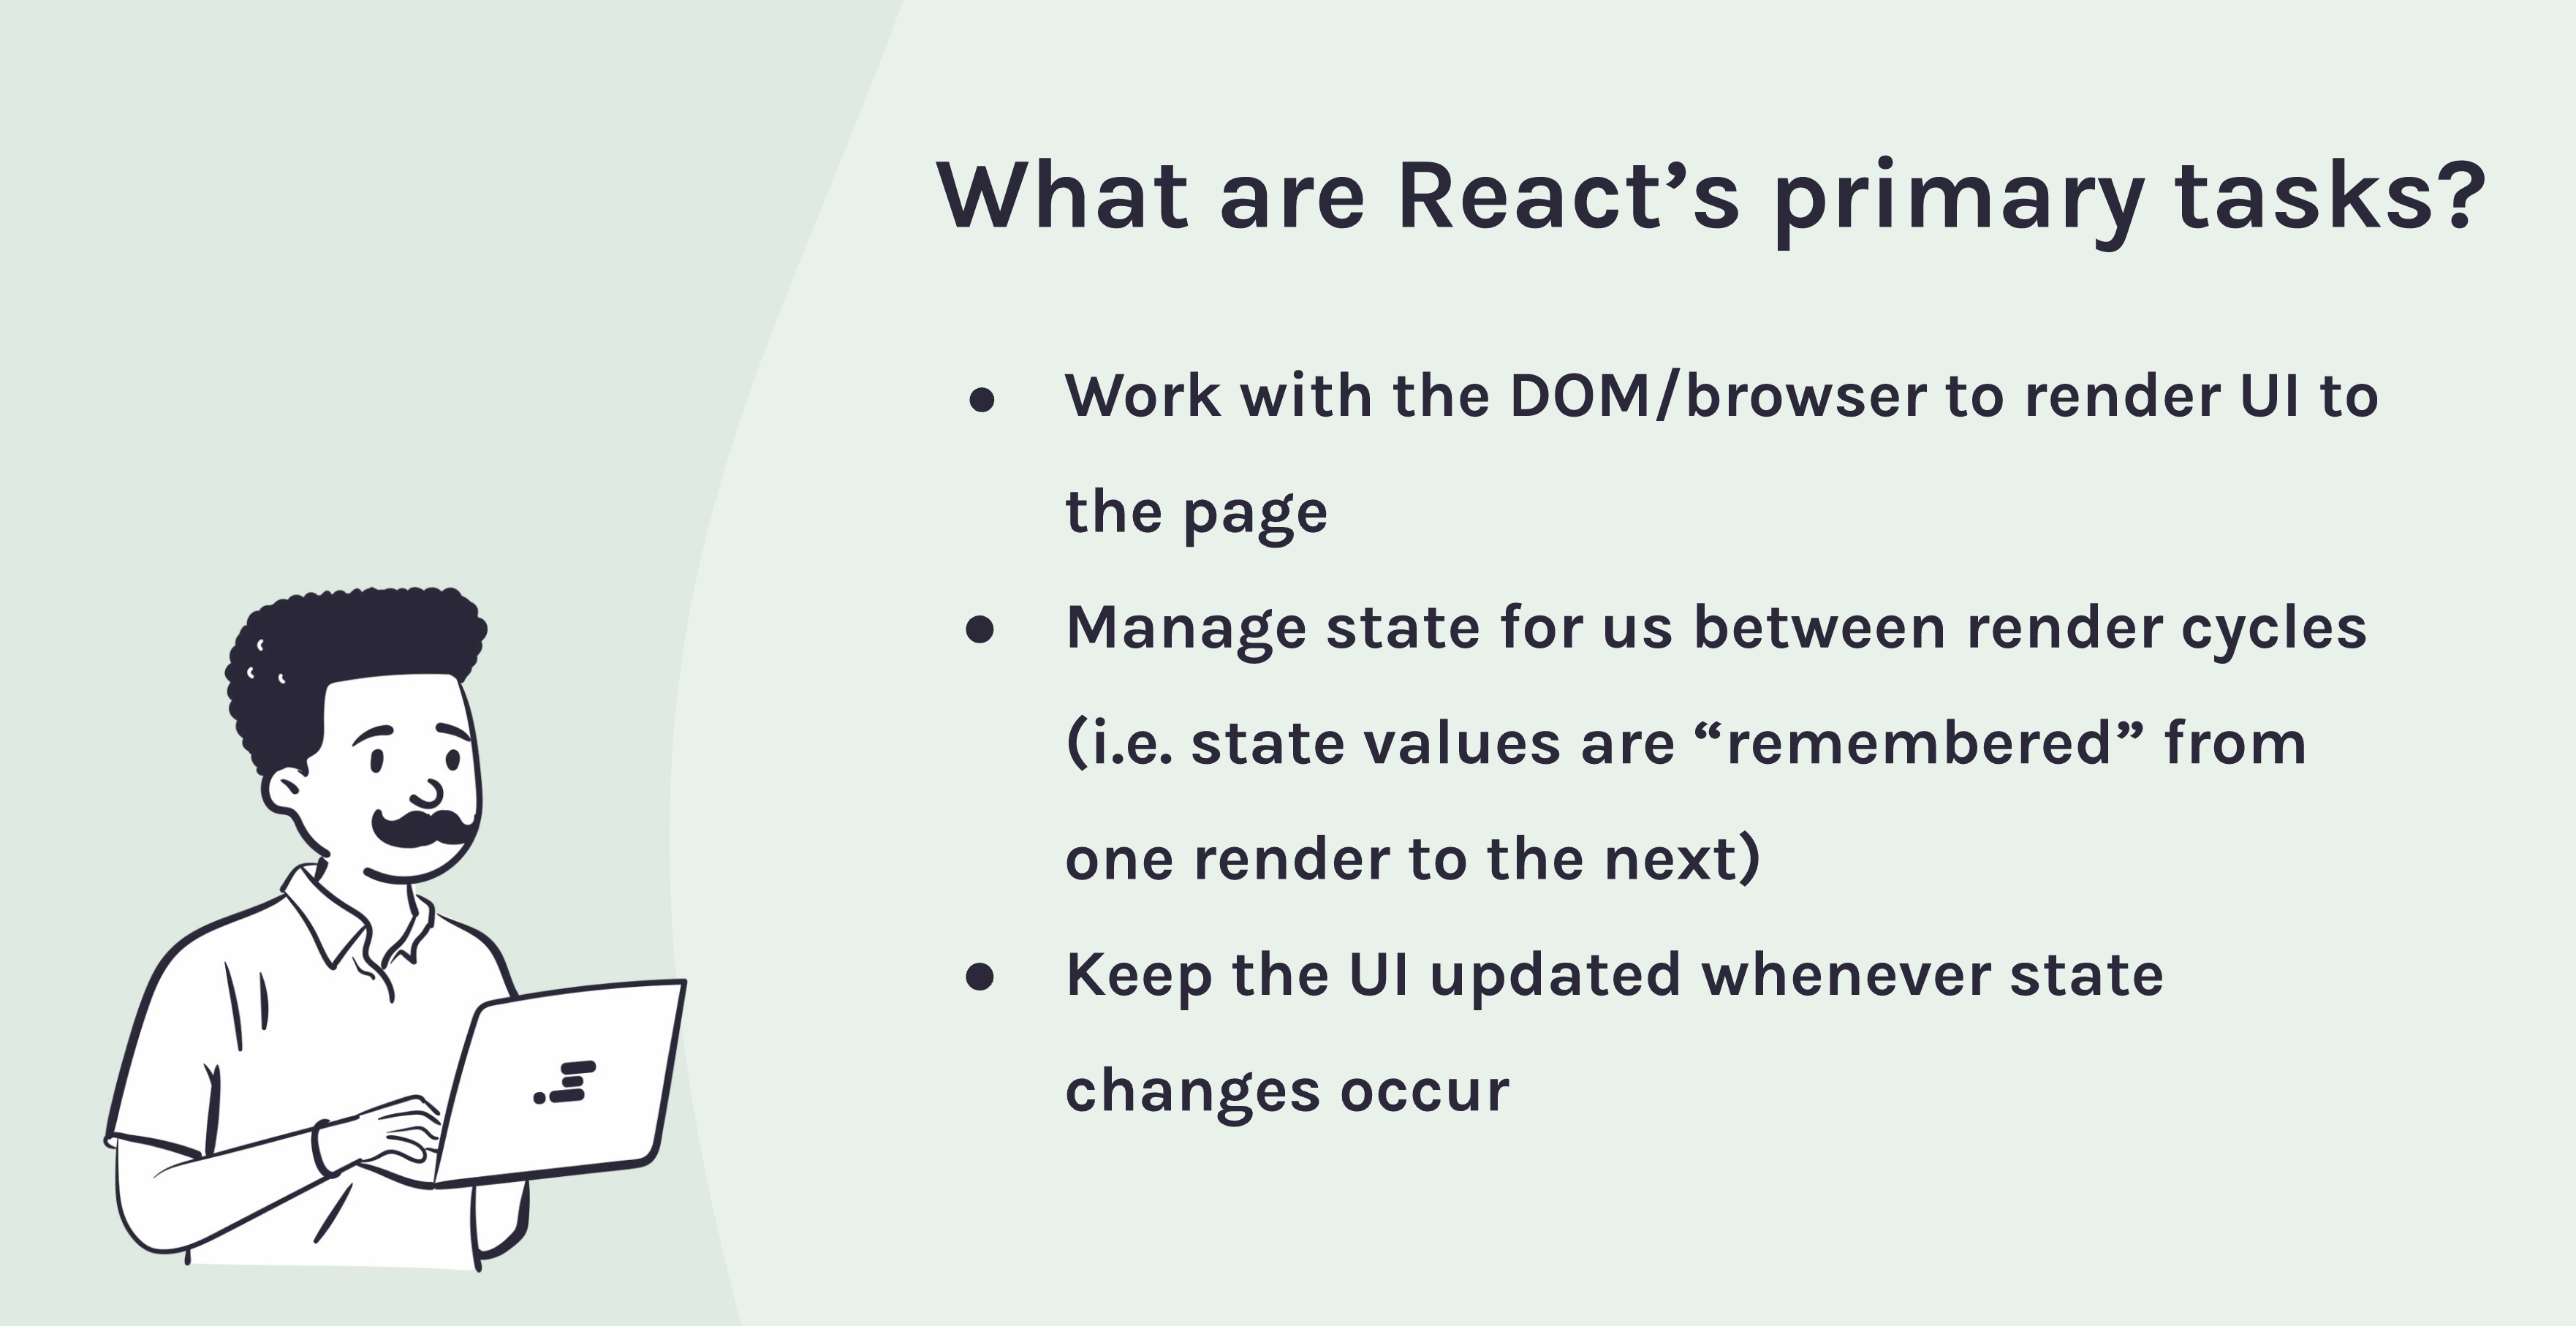 What are React’s primary tasks?
● Work with the DOM/browser to render UI to
the page
● Manage state for us between render cycles
(i.e. state values are “remembered” from
one render to the next)
● Keep the UI updated whenever state
changes occur